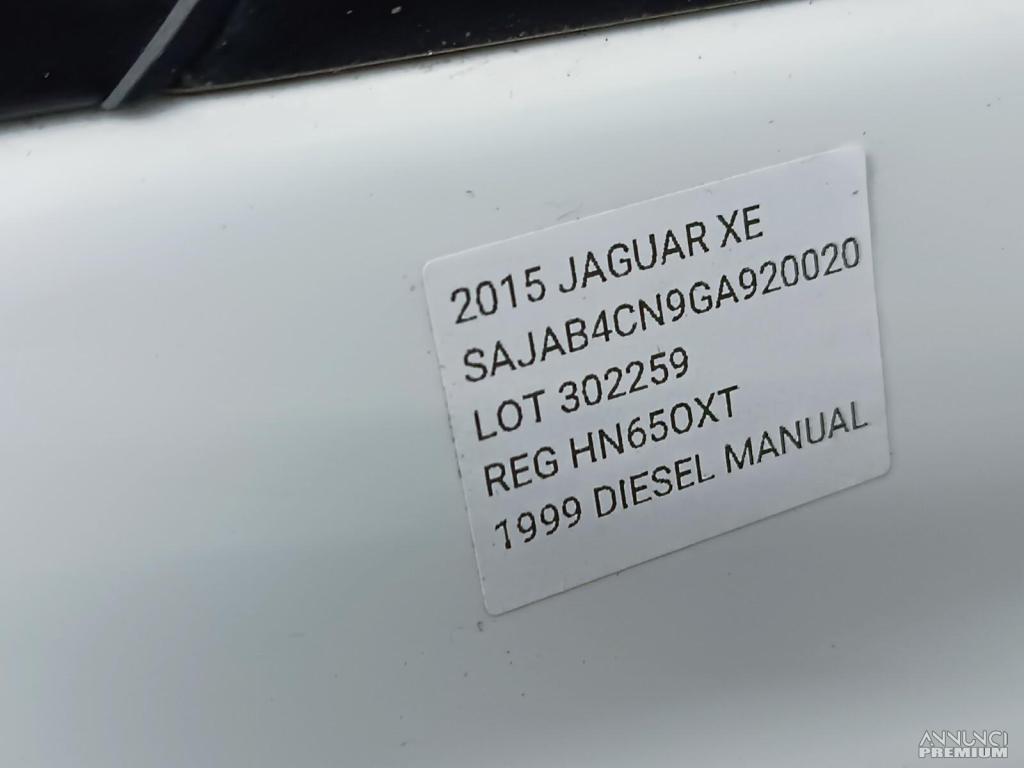 2015 JAGUAR XE
SAJAB4CN9GA920020
LOT 302259
REG HN65OXT
1999 DIESEL MANUAL
ANNUNCI
PREMIUM